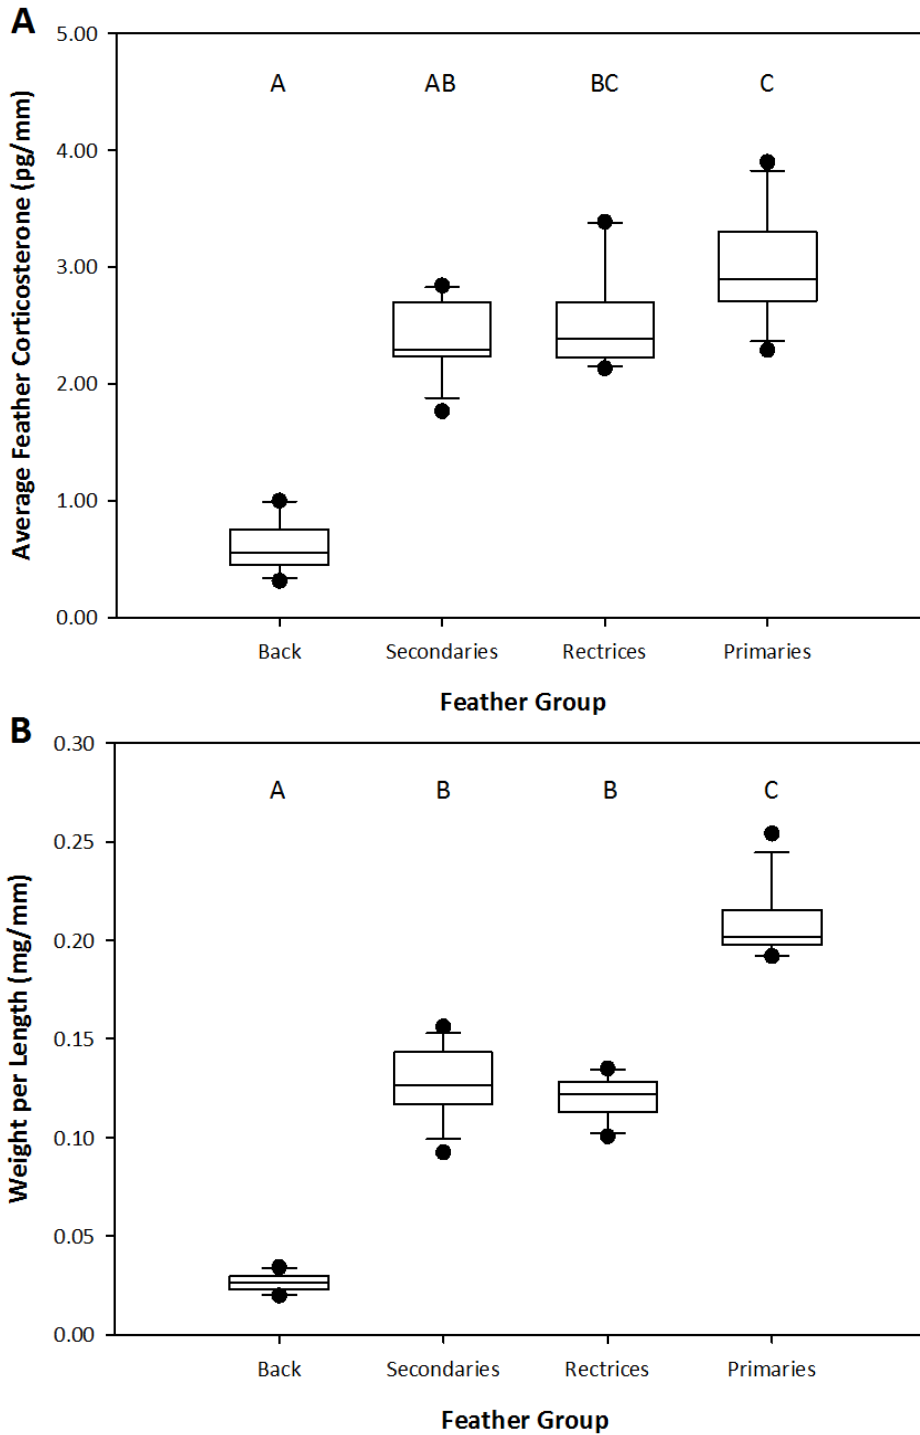 A
5.00
A AB BC C
4.00
3.00
2.00
1.00
0.00
Average Feather Corticosterone (pg/mm)
Back Secondaries Rectrices Primaries
Feather Group
B
0.30
A B B C
0.25
0.20
0.15
0.10
0.05
0.00
Weight per Length (mg/mm)
Back Secondaries Rectrices Primaries
Feather Group